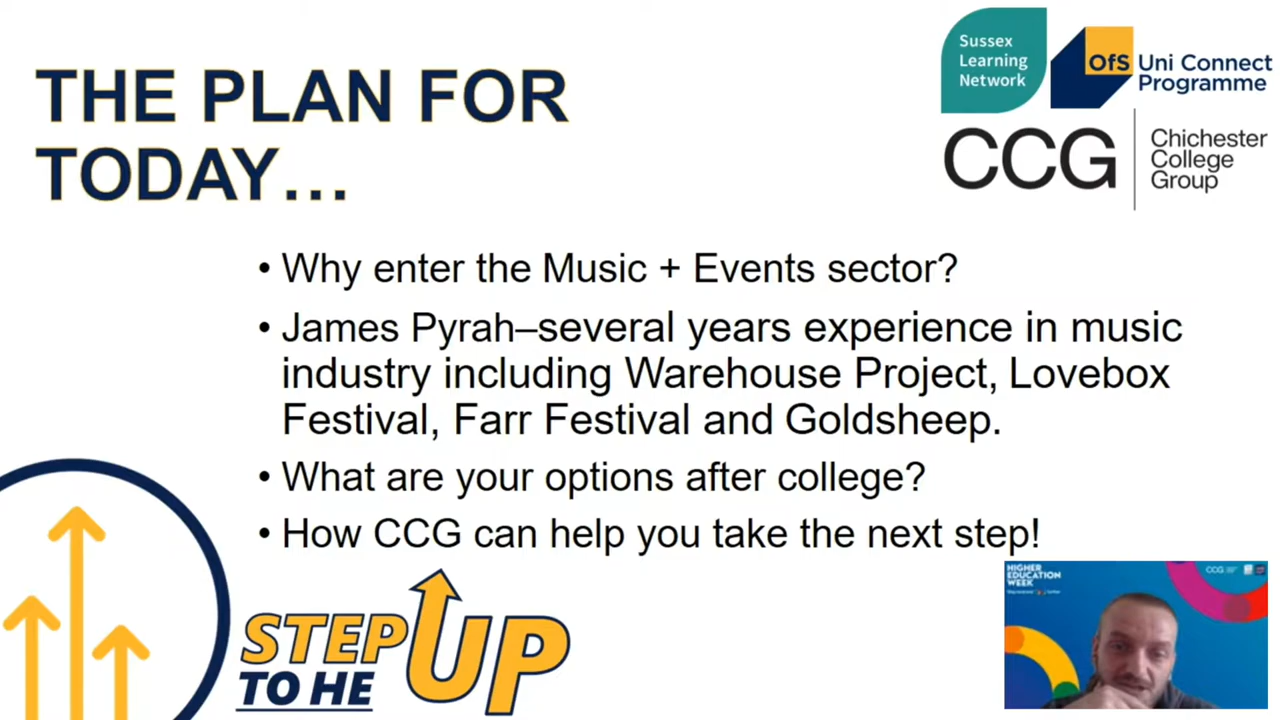 THE PLAN FOR
TODAY…
Sussex
Learning
Network
OfS Uni Connect
Programme
CCG
Chichester
College
Group
• Why enter the Music + Events sector?
• James Pyrah–several years experience in music
industry including Warehouse Project, Lovebox
Festival, Farr Festival and Goldsheep.
• What are your options after college?
• How CCG can help you take the next step!
STEP UP
TO HE
HIGHER
EDUCATION
WEEK
CCG